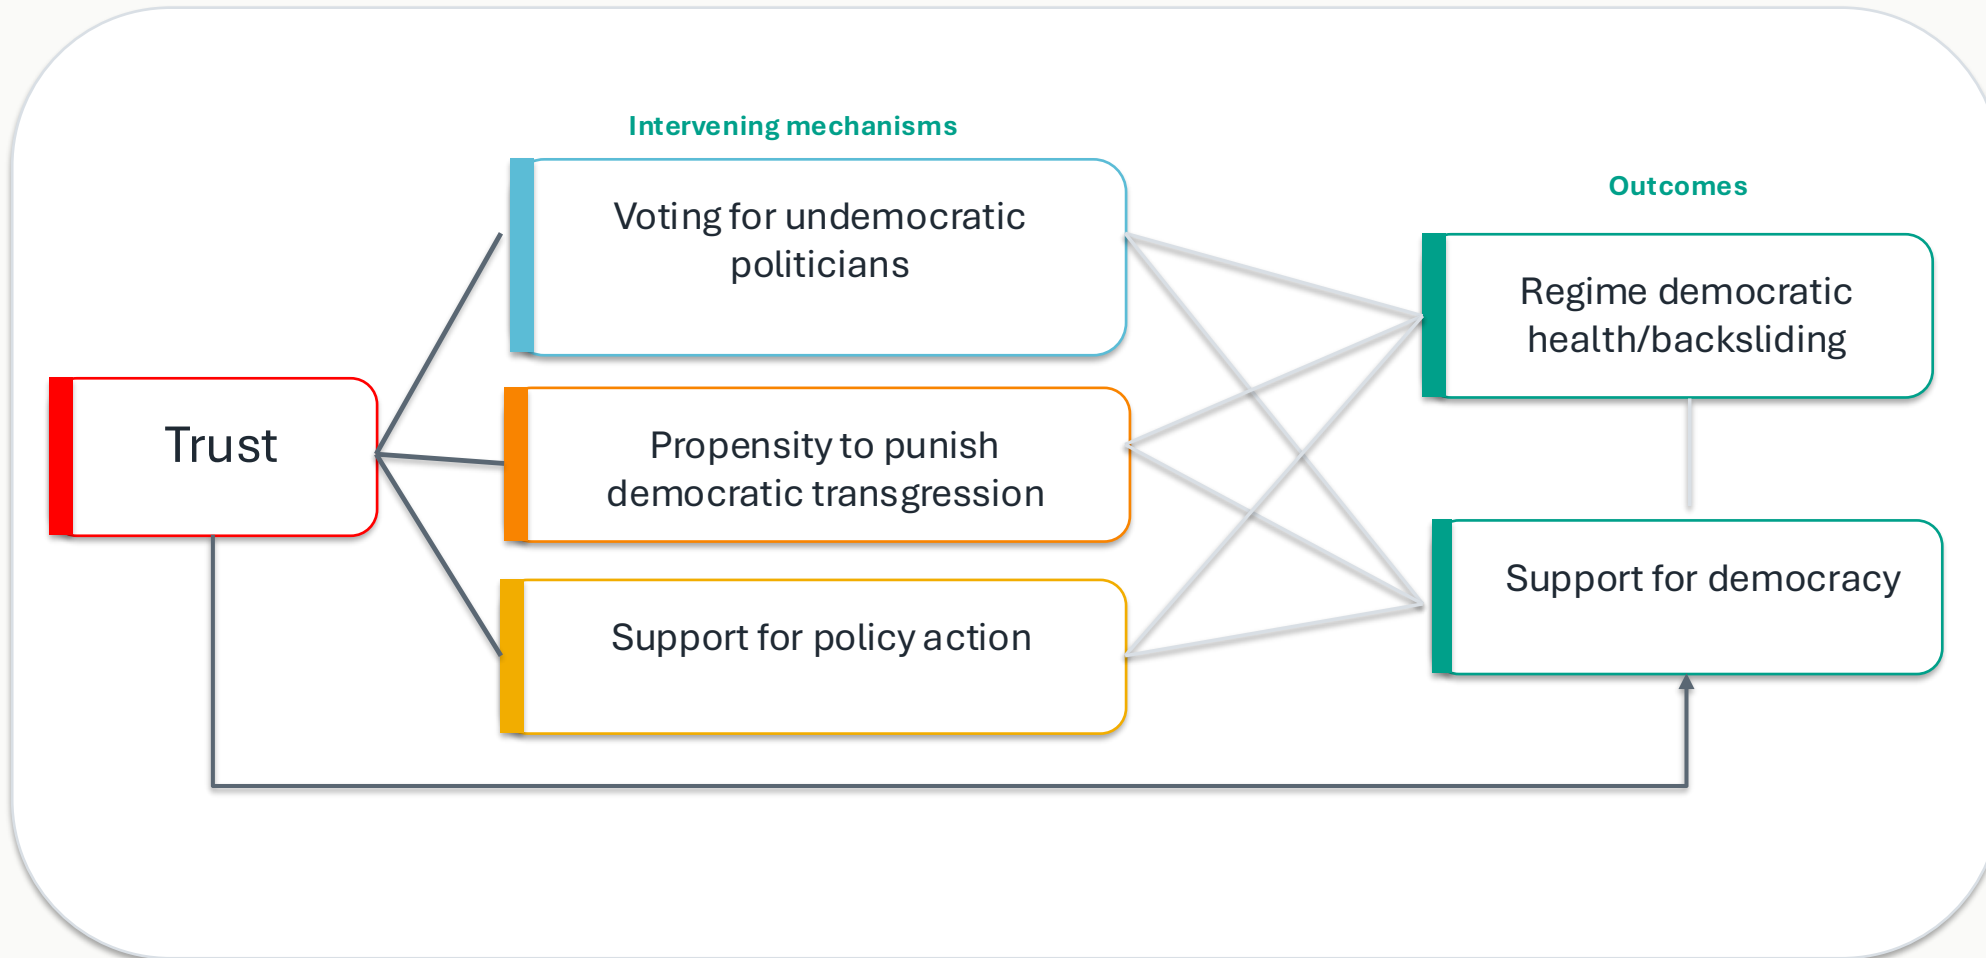 Intervening mechanisms
Voting for undemocratic
politicians
Outcomes
Regime democratic
health/backsliding
Trust
Propensity to punish
democratic transgression
Support for democracy
Support for policy action